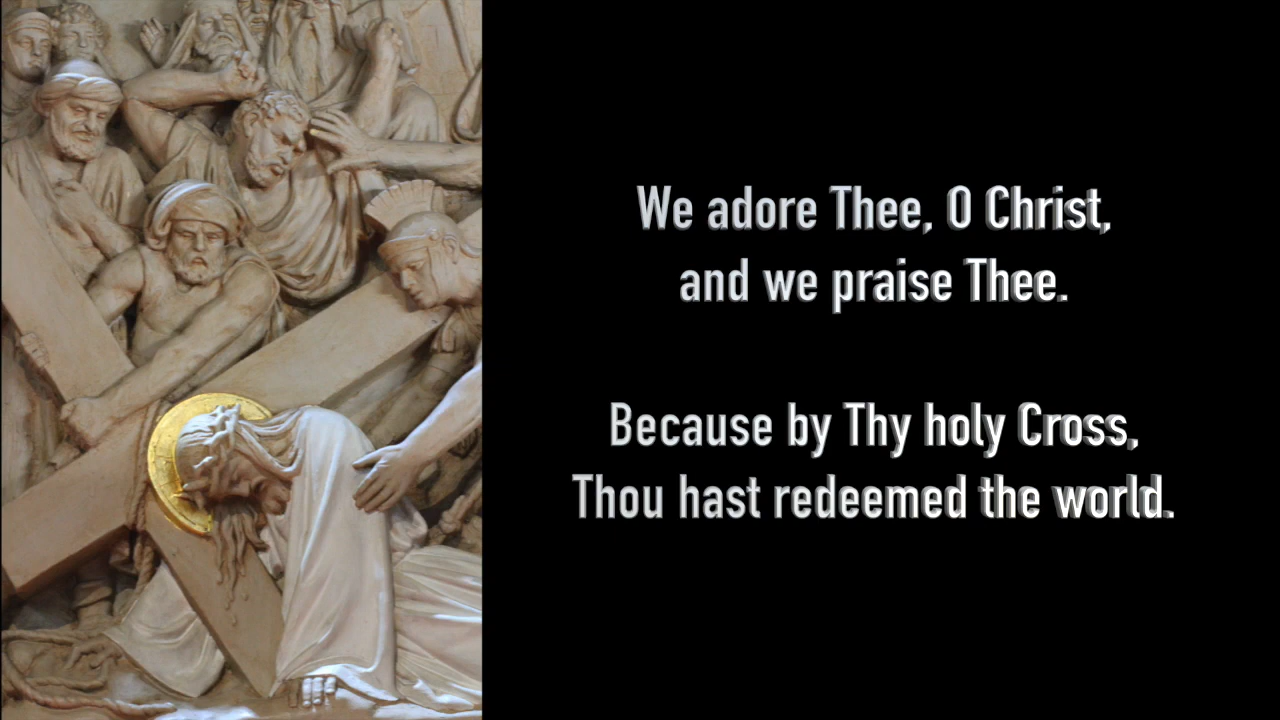 We adore Thee, O Christ,
and we praise Thee.
Because by Thy holy Cross,
Thou hast redeemed the world.